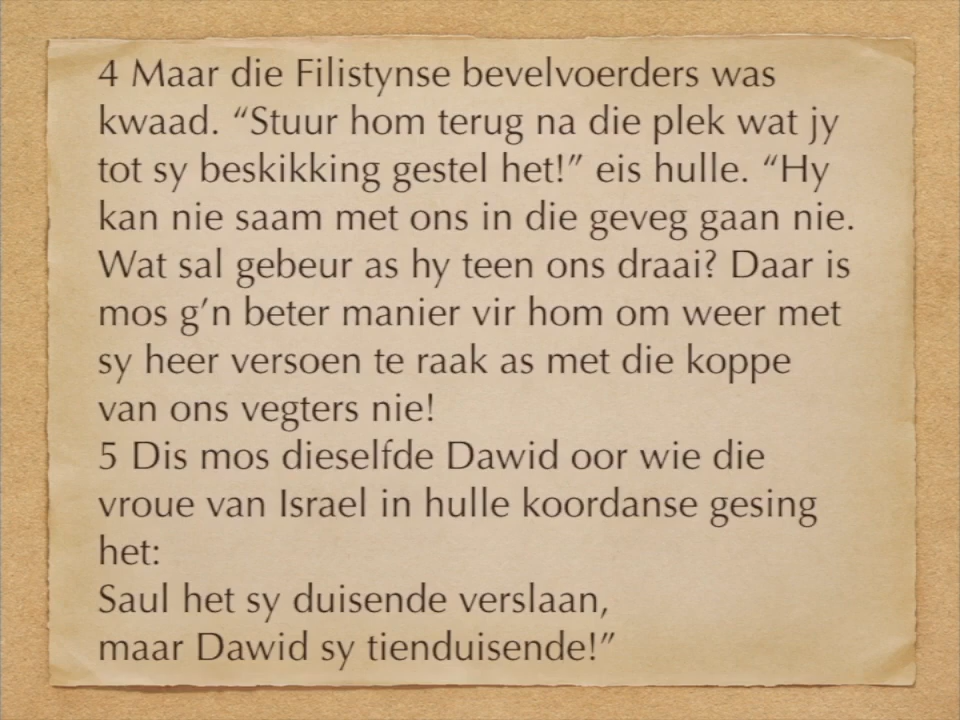 4 Maar die Filistynse bevelvoerders was
kwaad. “Stuur hom terug na die plek wat jy
tot sy beskikking gestel het!” eis hulle. “Hy
kan nie saam met ons in die geveg gaan nie.
Wat sal gebeur as hy teen ons draai? Daar is
mos g’n beter manier vir hom om weer met
sy heer versoen te raak as met die koppe
van ons vegters nie!
5 Dis mos dieselfde Dawid oor wie die
vroue van Israel in hulle koordanse gesing
het:
Saul het sy duisende verslaan,
maar Dawid sy tienduisende!”